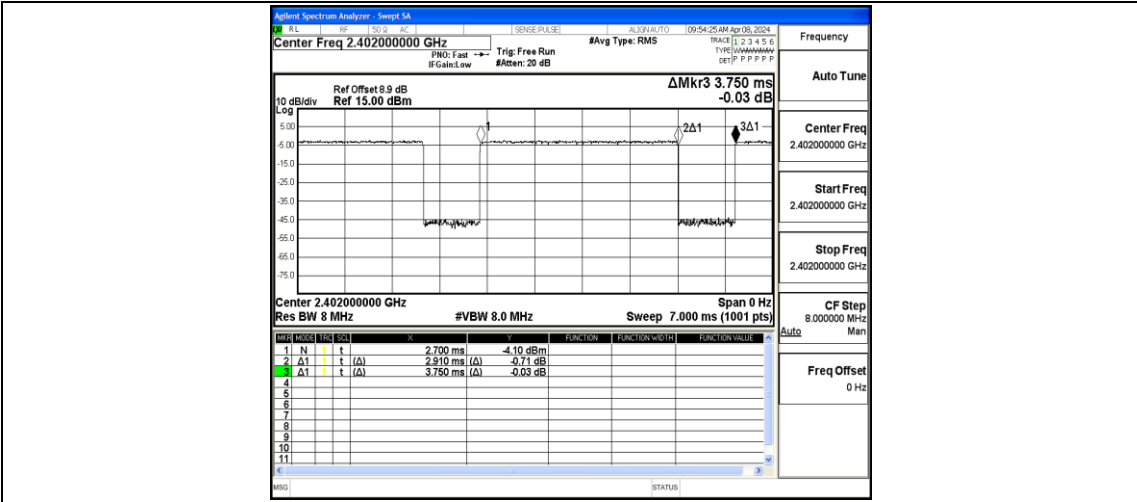 Agilent Spectrum Analyzer - Swept SA
RL RF 50 Ω AC SENSE:PULSE ALIGN AUTO 09:54:25 AM Apr 08, 2024
Center Freq 2.402000000 GHz #Avg Type: RMS TRACE 1 2 3 4 5 6
PNO: Fast Trig: Free Run TYPE
IFGain:Low #Atten: 20 dB DET P P P P P P
Frequency
ΔMkr3 3.750 ms
-0.03 dB
Ref Offset 8.9 dB
10 dB/div Ref 15.00 dBm
Log
5.00
-5.00
-15.0
-25.0
-35.0
-45.0
-55.0
-65.0
-75.0
1 2Δ1 3Δ1
Center 2.402000000 GHz Span 0 Hz
Res BW 8 MHz #VBW 8.0 MHz Sweep 7.000 ms (1001 pts)
MKR MODE TRC SCL X Y FUNCTION FUNCTION WIDTH FUNCTION VALUE
1 N 1 t 2.700 ms -4.10 dBm
2 Δ1 1 t (Δ) 2.910 ms (Δ) -0.71 dB
3 Δ1 1 t (Δ) 3.750 ms (Δ) -0.03 dB
4
5
6
7
8
9
10
11
MSG STATUS
Auto Tune
Center Freq
2.402000000 GHz
Start Freq
2.402000000 GHz
Stop Freq
2.402000000 GHz
CF Step
8.000000 MHz
Auto Man
Freq Offset
0 Hz